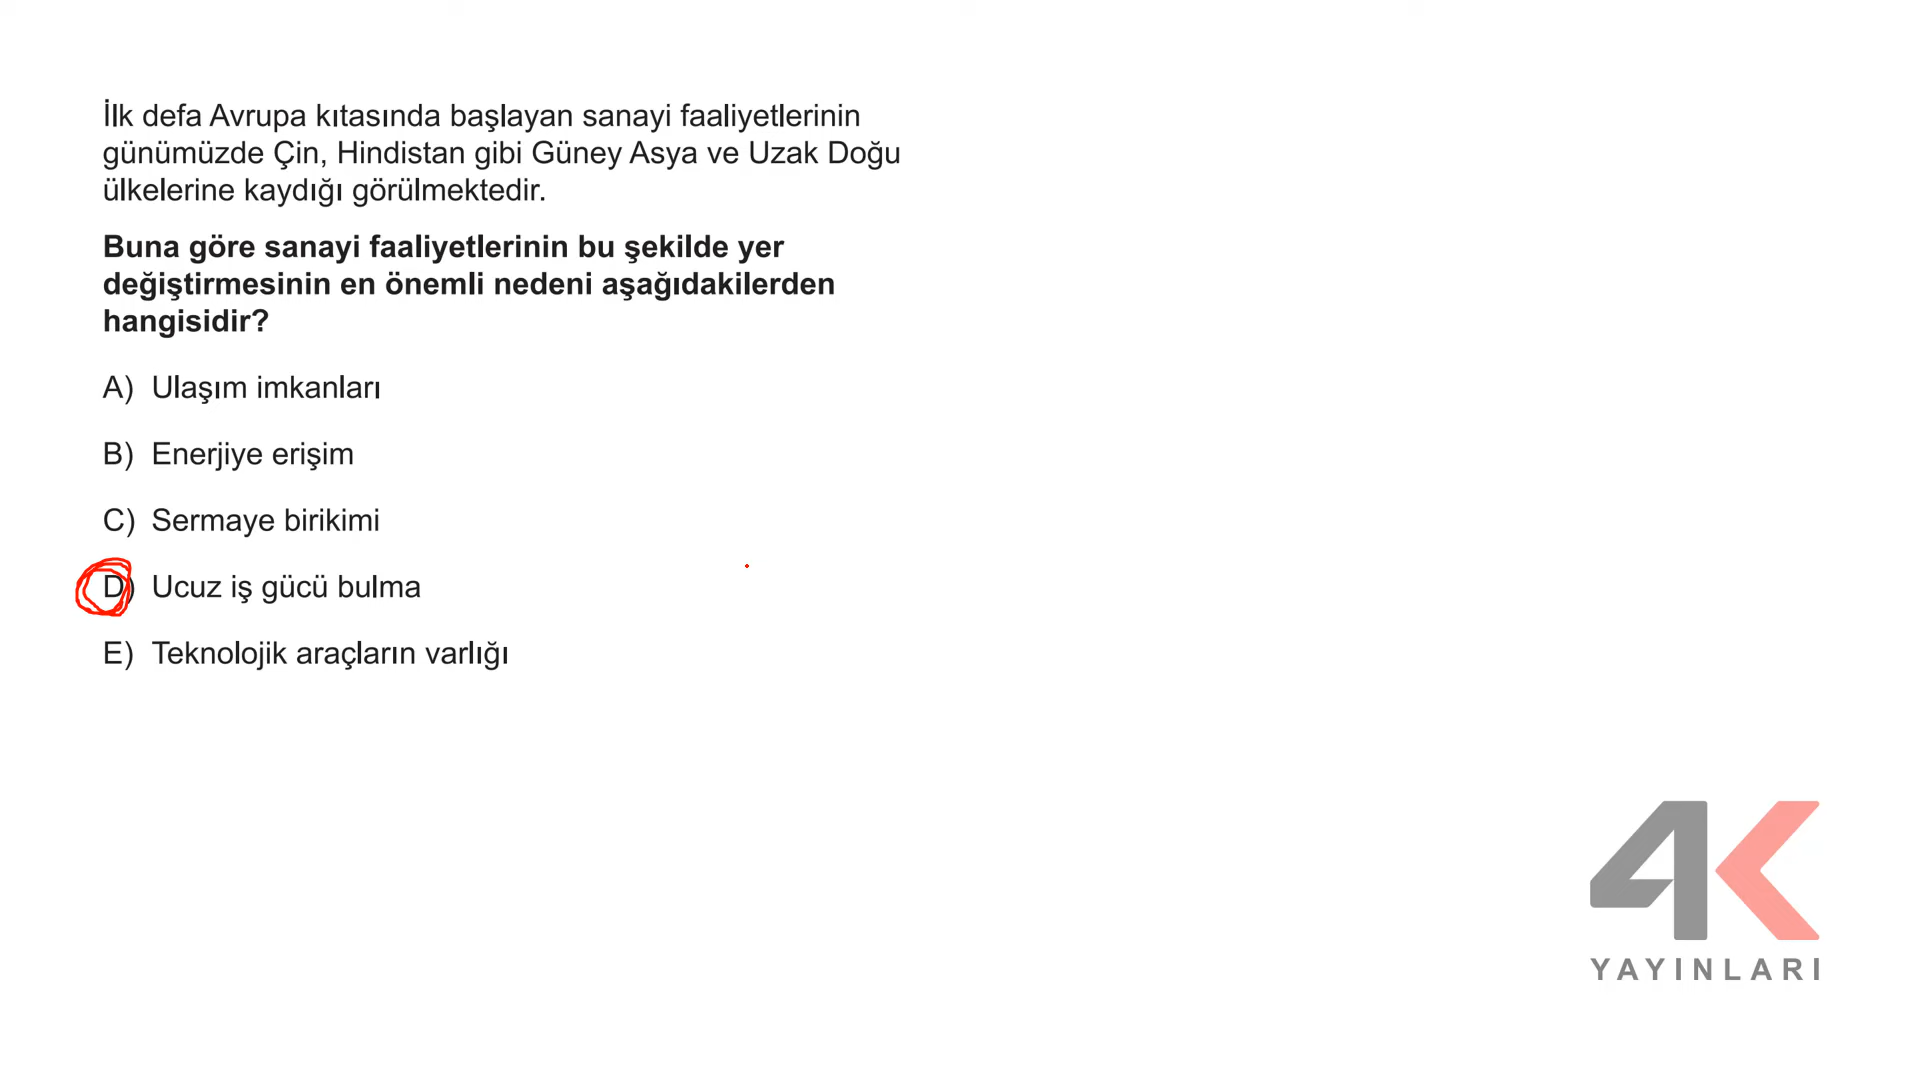 İlk defa Avrupa kıtasında başlayan sanayi faaliyetlerinin
günümüzde Çin, Hindistan gibi Güney Asya ve Uzak Doğu
ülkelerine kaydığı görülmektedir.
Buna göre sanayi faaliyetlerinin bu şekilde yer
değiştirmesinin en önemli nedeni aşağıdakilerden
hangisidir?
A) Ulaşım imkanları
B) Enerjiye erişim
C) Sermaye birikimi
D) Ucuz iş gücü bulma
E) Teknolojik araçların varlığı
4K
YAYINLARI